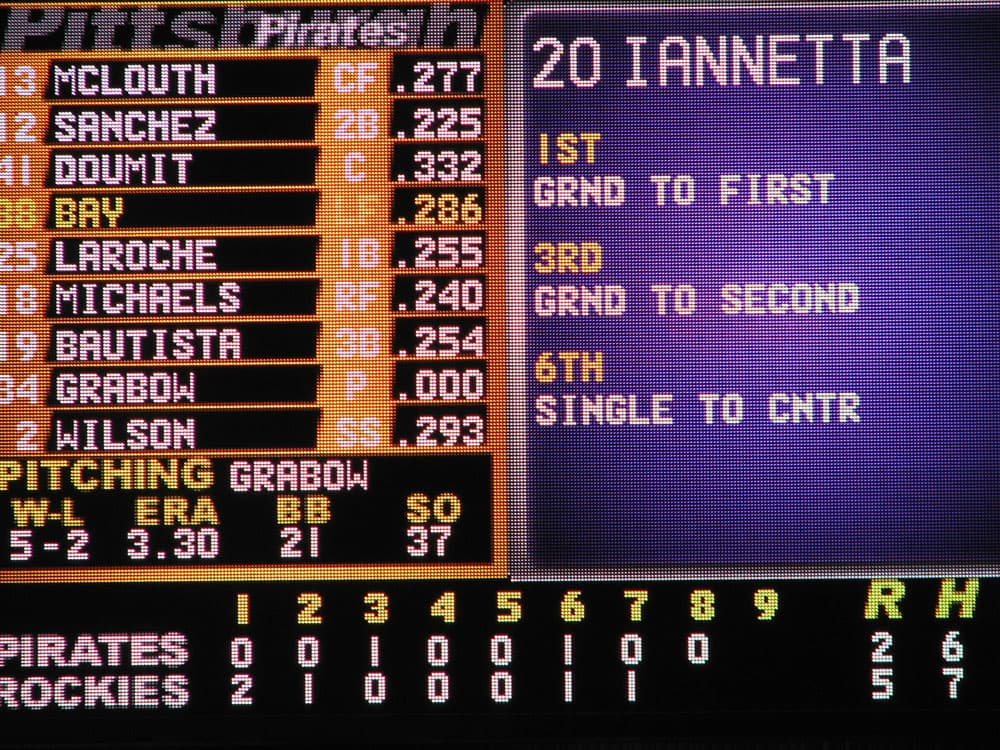 Pittsburgh
Pirates
13 MCLOUTH CF .277
12 SANCHEZ 2B .225
41 DOUMIT C .332
38 BAY LF .286
25 LAROCHE 1B .255
18 MICHAELS RF .240
19 BAUTISTA 3B .254
34 GRABOW P .000
2 WILSON SS .293
PITCHING GRABOW
W-L ERA BB SO
5-2 3.30 21 37
20 IANNETTA
1ST
GRND TO FIRST
3RD
GRND TO SECOND
6TH
SINGLE TO CNTR
1 2 3 4 5 6 7 8 9 R H
PIRATES 0 0 1 0 0 1 0 0 2 6
ROCKIES 2 1 0 0 0 1 1 5 7